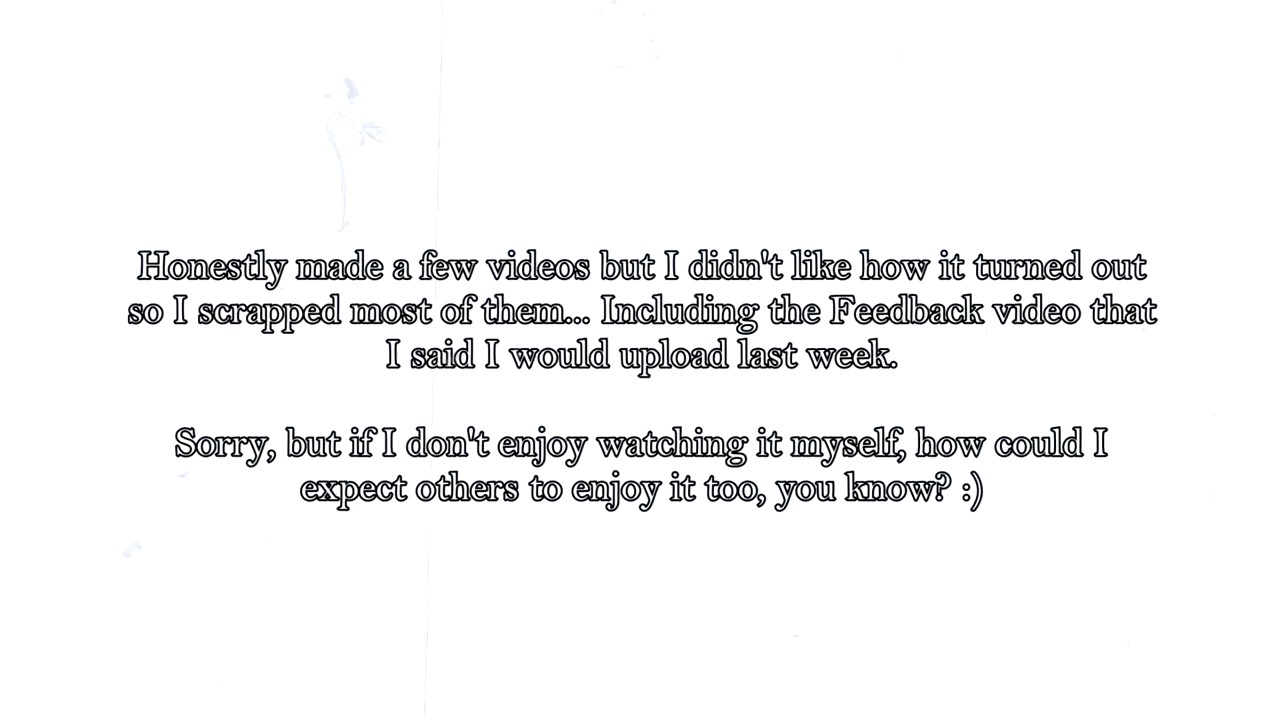 Honestly made a few videos but I didn't like how it turned out
so I scrapped most of them... Including the Feedback video that
I said I would upload last week.
Sorry, but if I don't enjoy watching it myself, how could I
expect others to enjoy it too, you know? :)